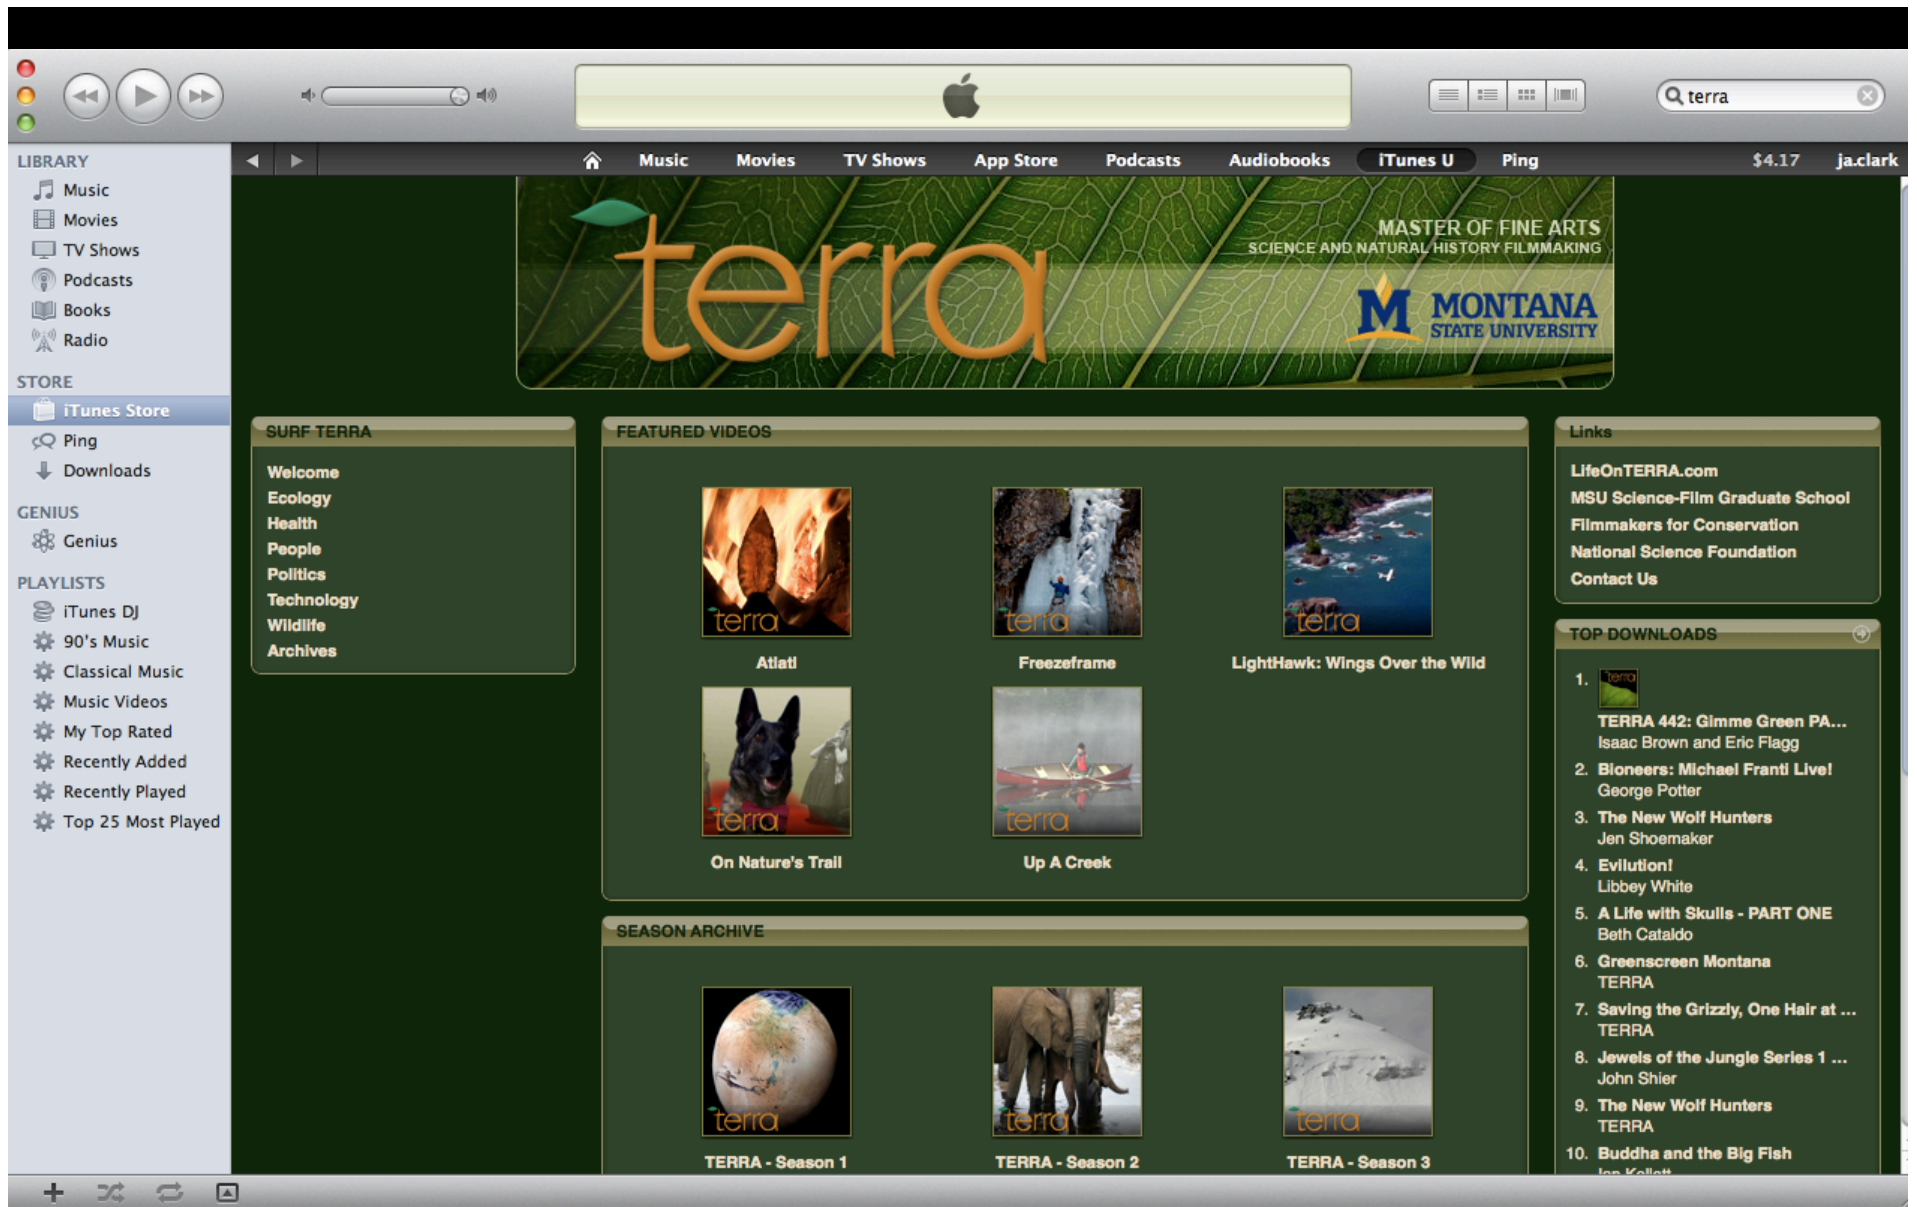 terra
LIBRARY
Music
Movies
TV Shows
Podcasts
Books
Radio
STORE
iTunes Store
Ping
Downloads
GENIUS
Genius
PLAYLISTS
iTunes DJ
90's Music
Classical Music
Music Videos
My Top Rated
Recently Added
Recently Played
Top 25 Most Played
Music Movies TV Shows App Store Podcasts Audiobooks iTunes U Ping $4.17 ja.clark
terra
MASTER OF FINE ARTS
SCIENCE AND NATURAL HISTORY FILMMAKING
M MONTANA
STATE UNIVERSITY
SURF TERRA
Welcome
Ecology
Health
People
Politics
Technology
Wildlife
Archives
FEATURED VIDEOS
terra terra terra
Atlatl Freezeframe LightHawk: Wings Over the Wild
terra terra
On Nature's Trail Up A Creek
SEASON ARCHIVE
terra terra terra
TERRA - Season 1 TERRA - Season 2 TERRA - Season 3
Links
LifeOnTERRA.com
MSU Science-Film Graduate School
Filmmakers for Conservation
National Science Foundation
Contact Us
TOP DOWNLOADS
1. terra
TERRA 442: Gimme Green PA...
Isaac Brown and Eric Flagg
2. Bioneers: Michael Franti Live!
George Potter
3. The New Wolf Hunters
Jen Shoemaker
4. Evilution!
Libbey White
5. A Life with Skulls - PART ONE
Beth Cataldo
6. Greenscreen Montana
TERRA
7. Saving the Grizzly, One Hair at ...
TERRA
8. Jewels of the Jungle Series 1 ...
John Shier
9. The New Wolf Hunters
TERRA
10. Buddha and the Big Fish